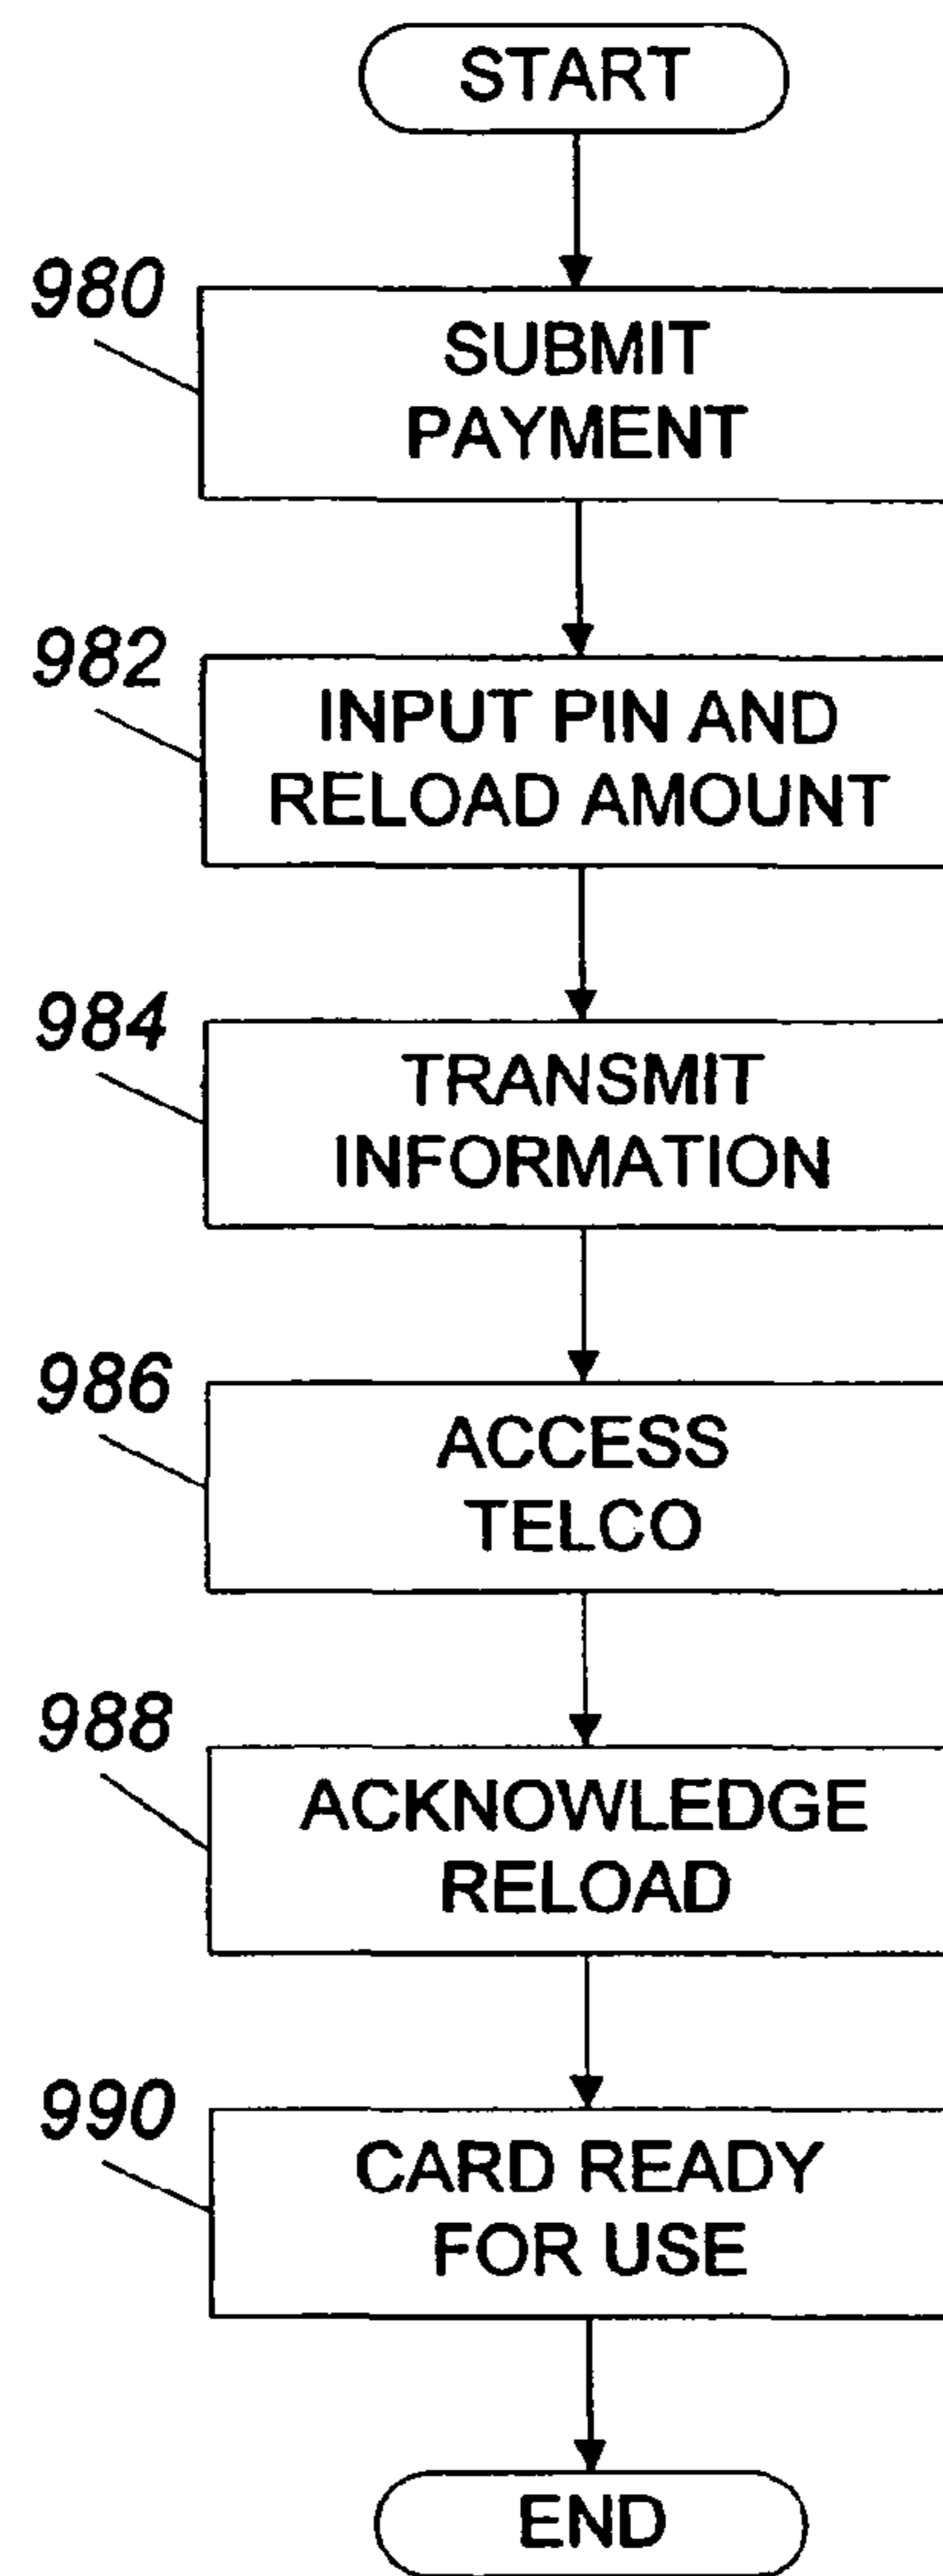 START
980
SUBMIT
PAYMENT
982
INPUT PIN AND
RELOAD AMOUNT
984
TRANSMIT
INFORMATION
986
ACCESS
TELCO
988
ACKNOWLEDGE
RELOAD
990
CARD READY
FOR USE
END